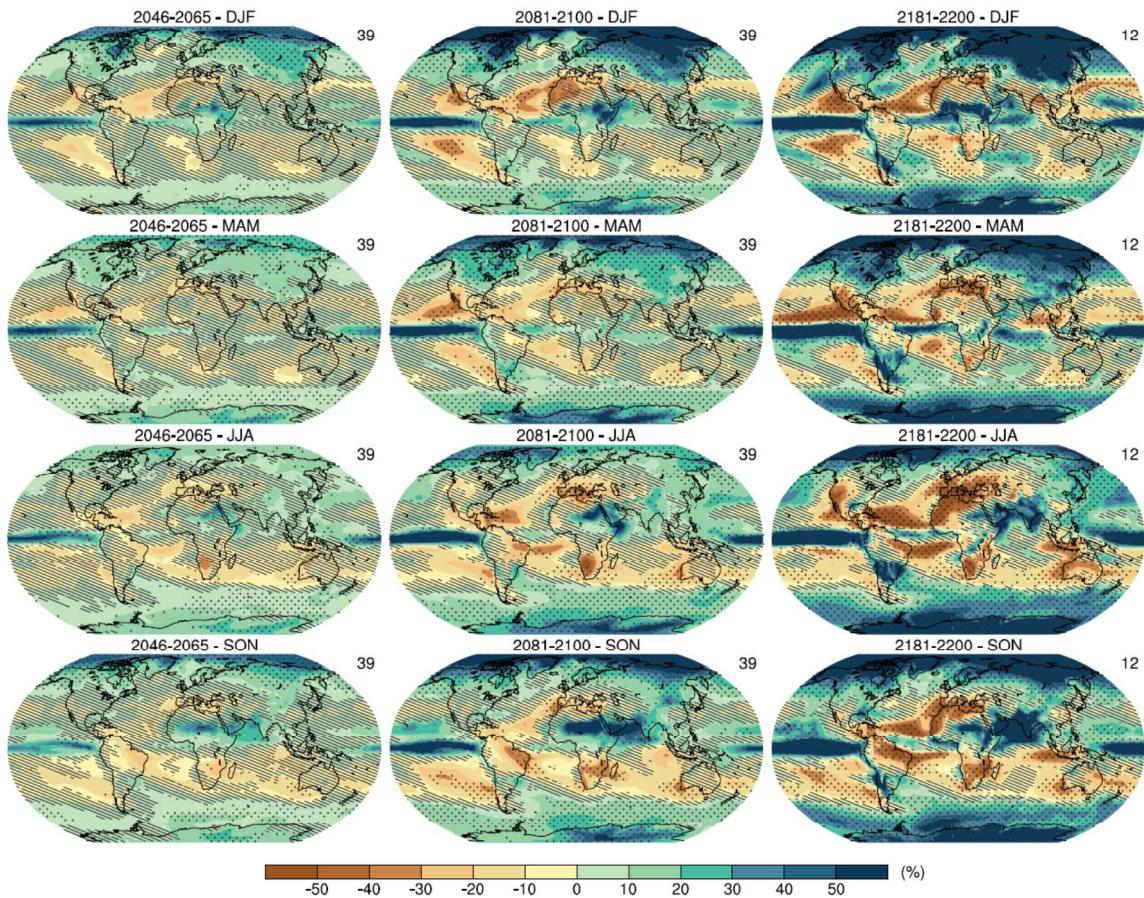 2046-2065 - DJF
39
2081-2100 - DJF
39
2181-2200 - DJF
12
2046-2065 - MAM
39
2081-2100 - MAM
39
2181-2200 - MAM
12
2046-2065 - JJA
39
2081-2100 - JJA
39
2181-2200 - JJA
12
2046-2065 - SON
39
2081-2100 - SON
39
2181-2200 - SON
12
(%)
-50 -40 -30 -20 -10 0 10 20 30 40 50